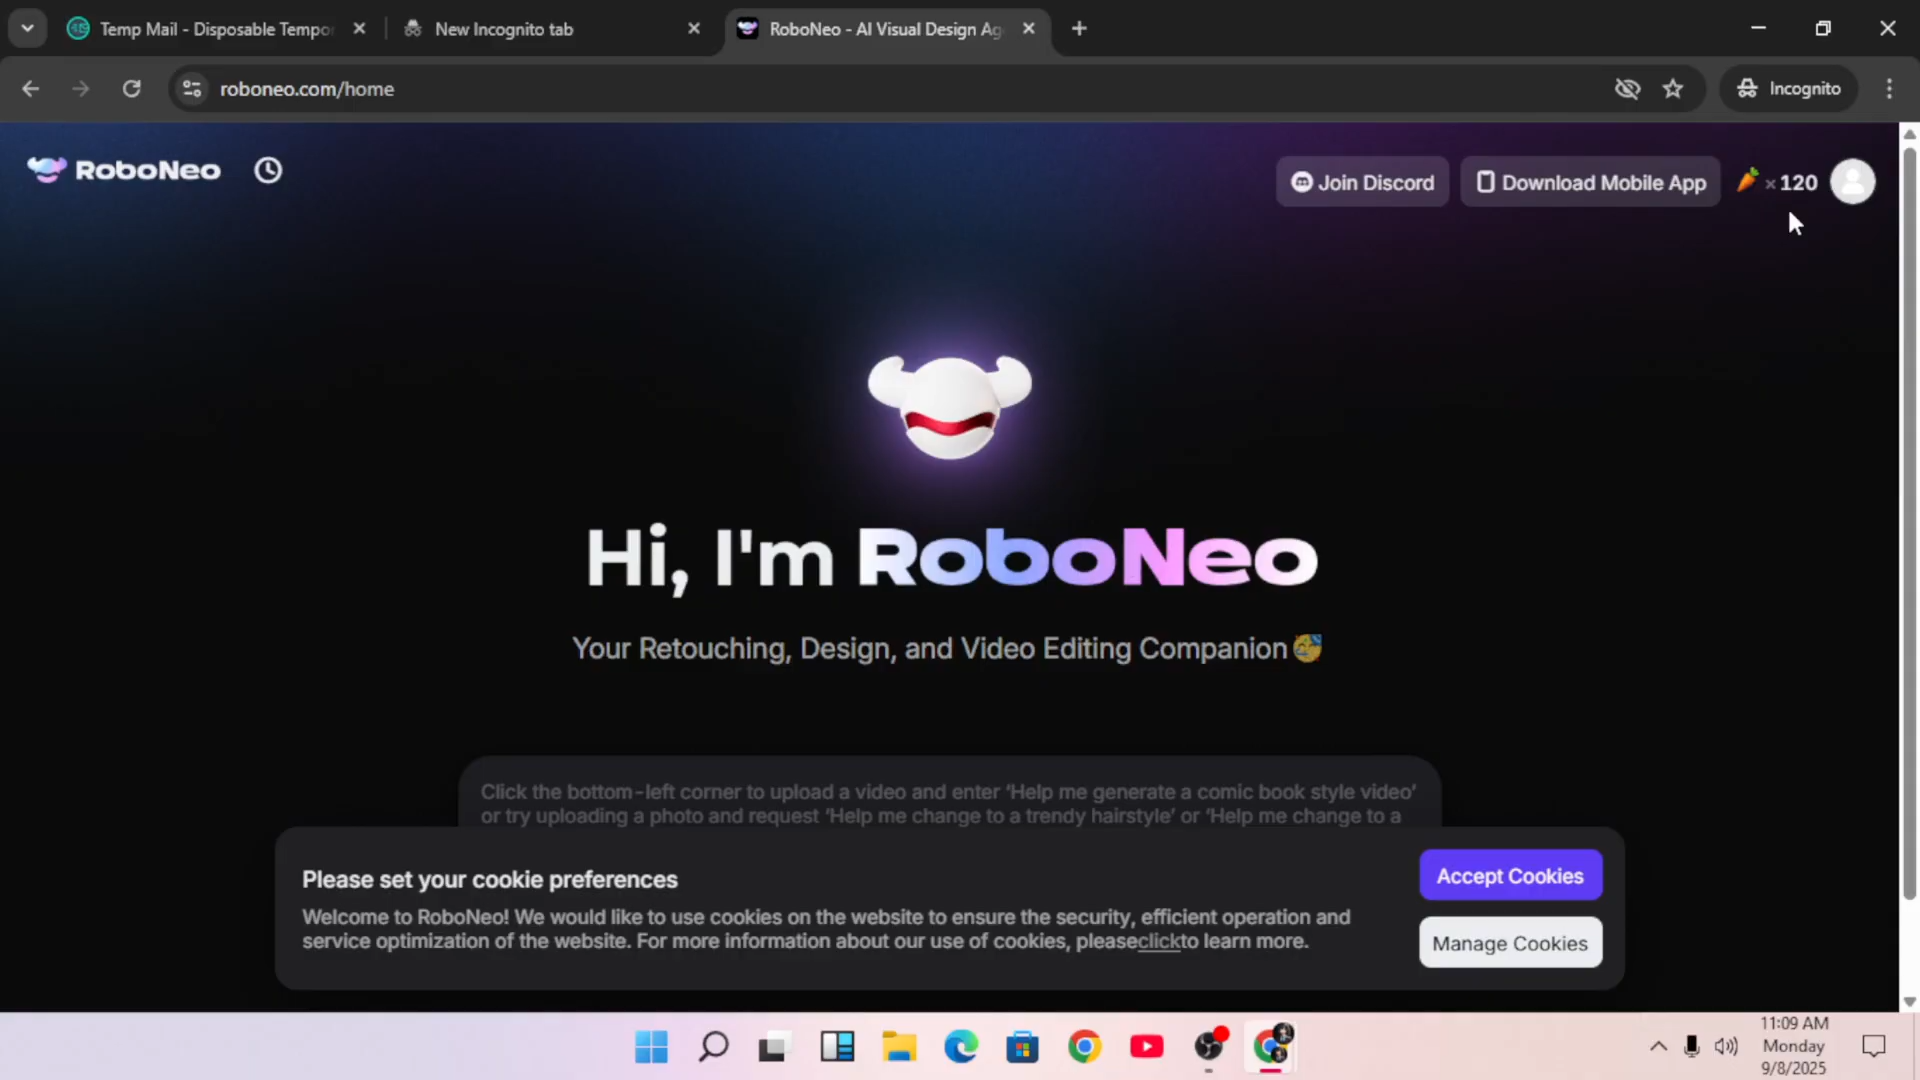 Temp Mail - Disposable Tempor
New Incognito tab
RoboNeo - AI Visual Design Ag
roboneo.com/home
Incognito
RoboNeo
Join Discord
Download Mobile App
× 120
Hi, I'm RoboNeo
Your Retouching, Design, and Video Editing Companion
Click the bottom-left corner to upload a video and enter ‘Help me generate a comic book style video’
or try uploading a photo and request ‘Help me change to a trendy hairstyle’ or ‘Help me change to a
Please set your cookie preferences
Welcome to RoboNeo! We would like to use cookies on the website to ensure the security, efficient operation and
service optimization of the website. For more information about our use of cookies, pleaseclickto learn more.
Accept Cookies
Manage Cookies
11:09 AM
Monday
9/8/2025